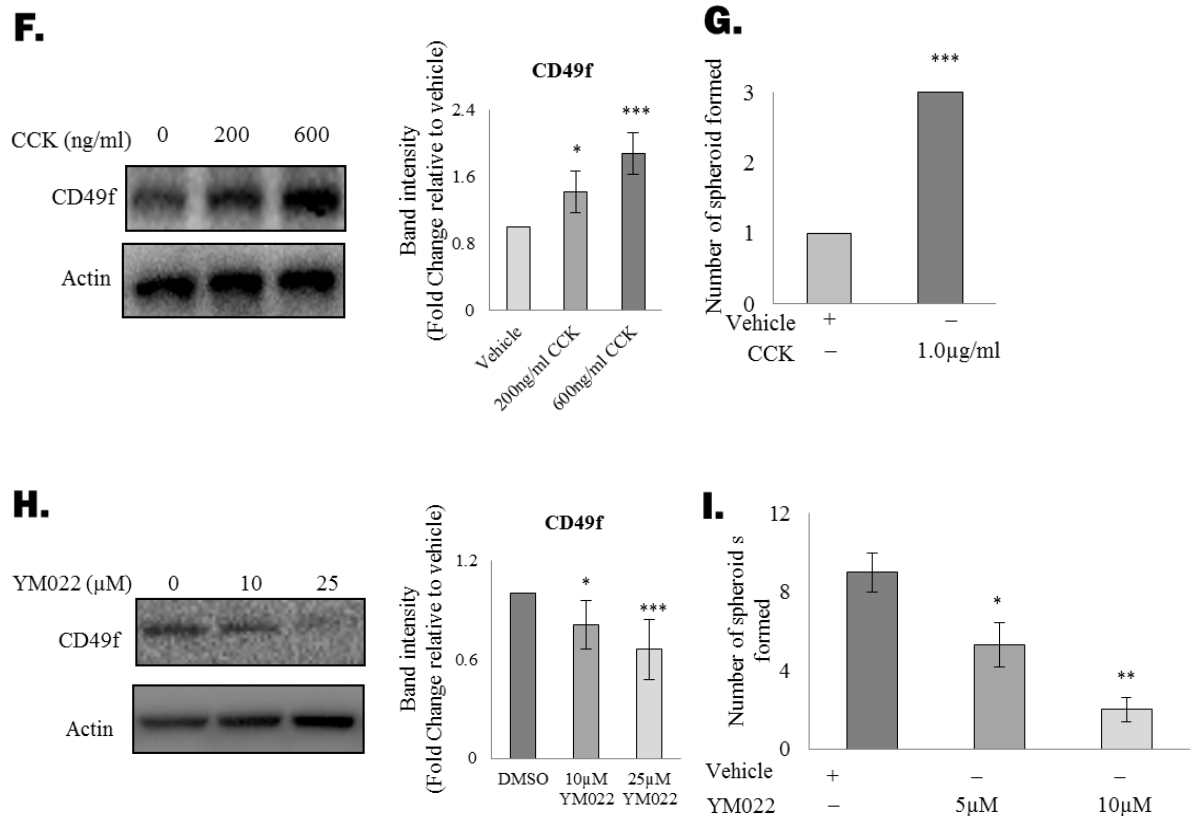 F.
CCK (ng/ml) 0 200 600
CD49f
Actin
CD49f
Band intensity
(Fold Change relative to vehicle)
2.4
1.6
0.8
0
*
***
Vehicle
200ng/ml CCK
600ng/ml CCK
G.
Number of spheroid formed
3
2
1
0
***
Vehicle + –
CCK – 1.0µg/ml
H.
YM022 (µM) 0 10 25
CD49f
Actin
CD49f
Band intensity
(Fold Change relative to vehicle)
1.2
0.6
0
*
***
DMSO 10µM 25µM
YM022 YM022
I.
Number of spheroid s
formed
12
8
4
0
*
**
Vehicle + – –
YM022 – 5µM 10µM